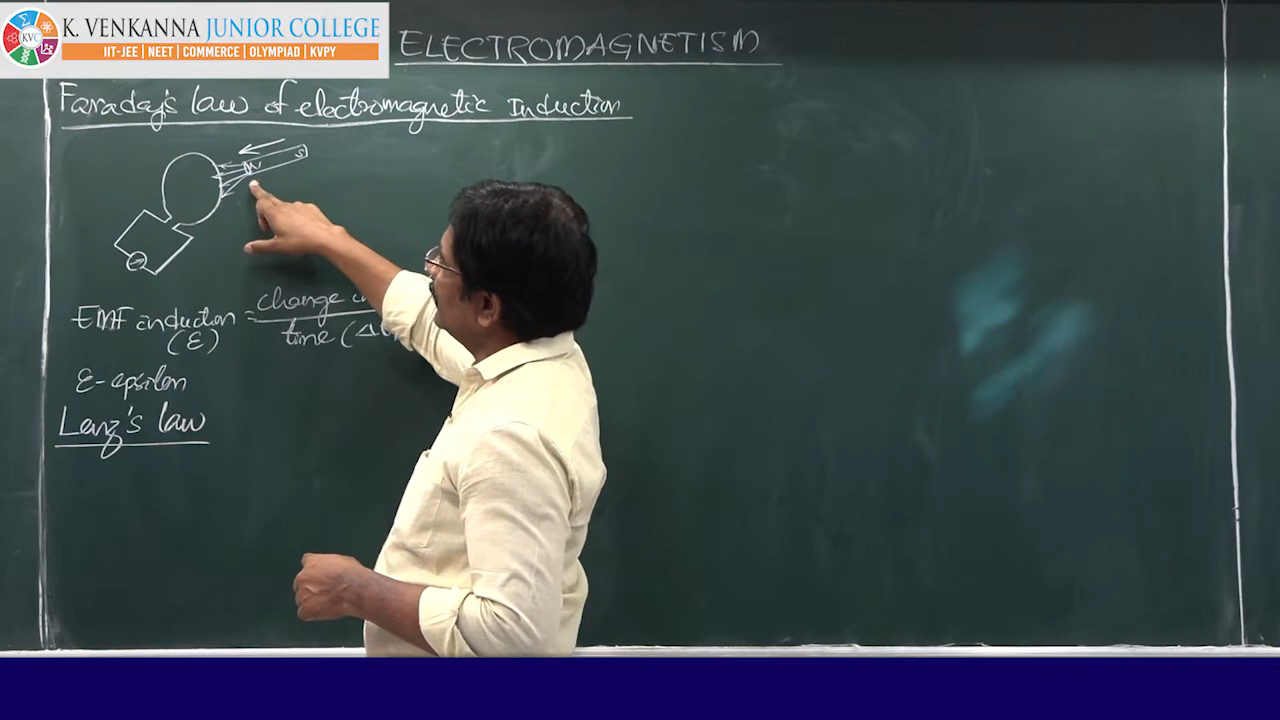 KVC
K. VENKANNA JUNIOR COLLEGE
IIT-JEE | NEET | COMMERCE | OLYMPIAD | KVPY
ELECTROMAGNETISM
Faraday's law of electromagnetic Induction
N S
EMF induction = change
(ε) time (Δ
ε-epsilon
Lenz's law